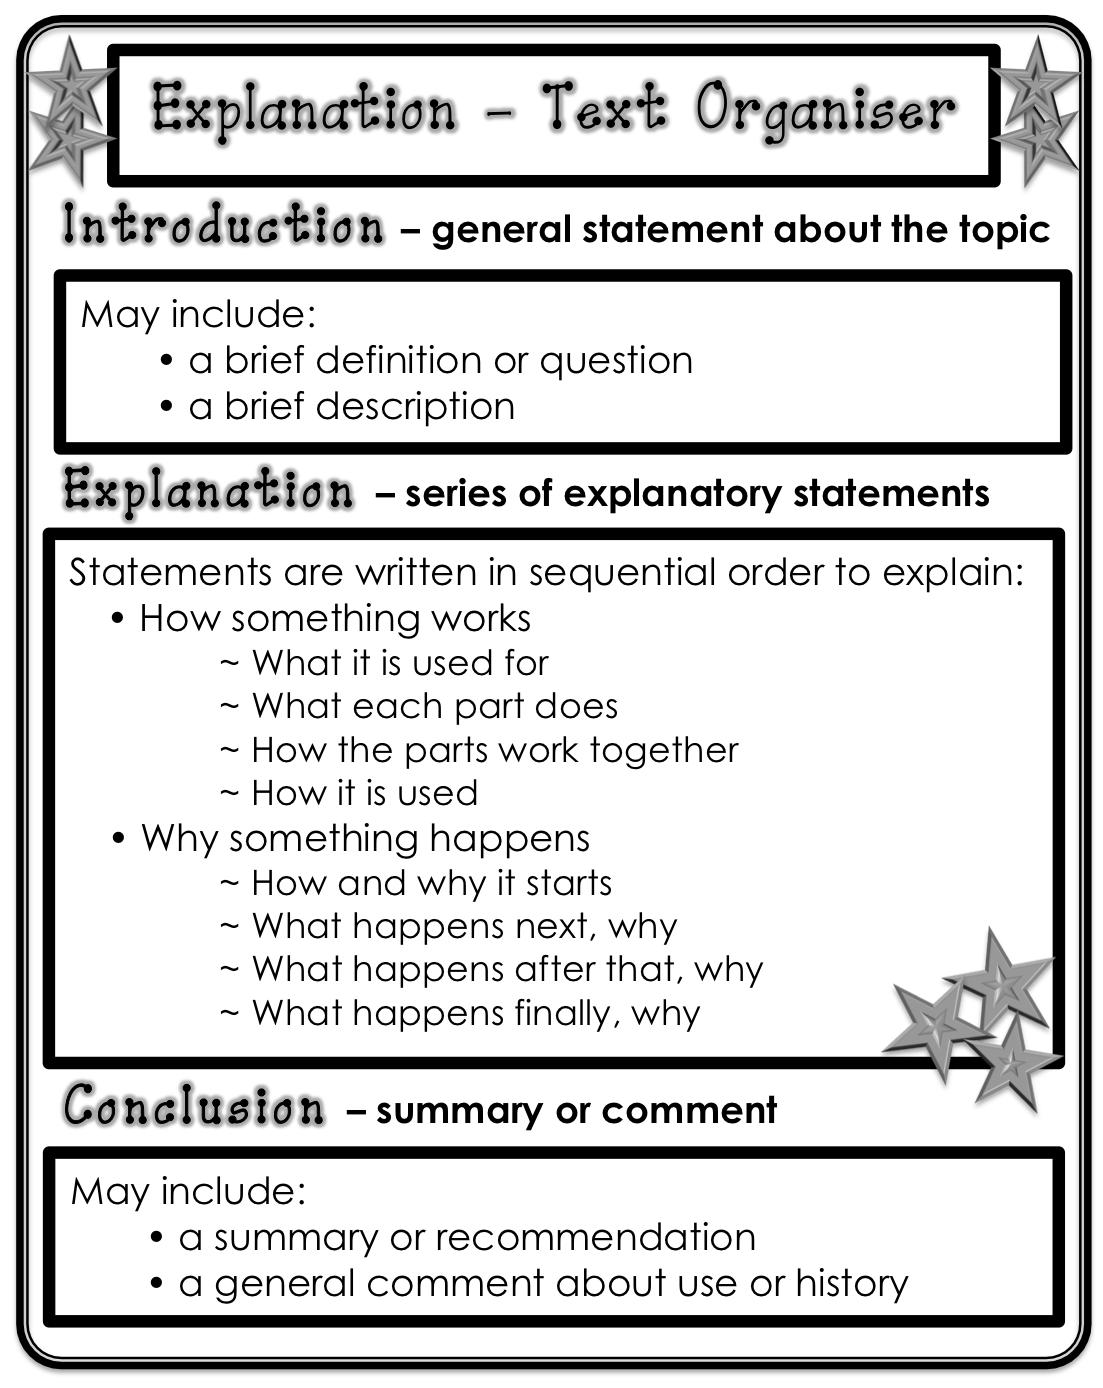 Explanation – Text Organiser
Introduction – general statement about the topic
May include:
• a brief definition or question
• a brief description
Explanation – series of explanatory statements
Statements are written in sequential order to explain:
• How something works
~ What it is used for
~ What each part does
~ How the parts work together
~ How it is used
• Why something happens
~ How and why it starts
~ What happens next, why
~ What happens after that, why
~ What happens finally, why
Conclusion – summary or comment
May include:
• a summary or recommendation
• a general comment about use or history